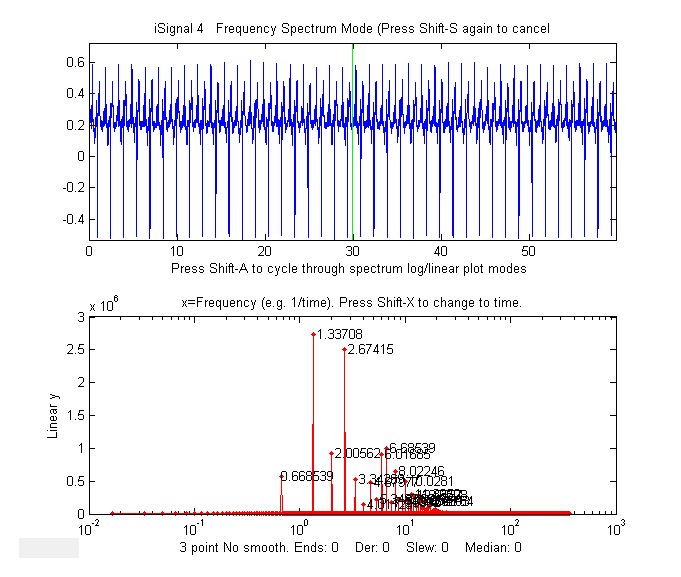 iSignal 4 Frequency Spectrum Mode (Press Shift-S again to cancel
0.6
0.4
0.2
0
-0.2
-0.4
0 10 20 30 40 50
Press Shift-A to cycle through spectrum log/linear plot modes
x 10^6
x=Frequency (e.g. 1/time). Press Shift-X to change to time.
3
2.5
2
1.5
1
0.5
0
Linear y
1.33708
2.67415
2.00562
6.68539
6.01685
8.02246
0.668539
10^-2 10^-1 10^0 10^1 10^2 10^3
3 point No smooth. Ends: 0 Der: 0 Slew: 0 Median: 0